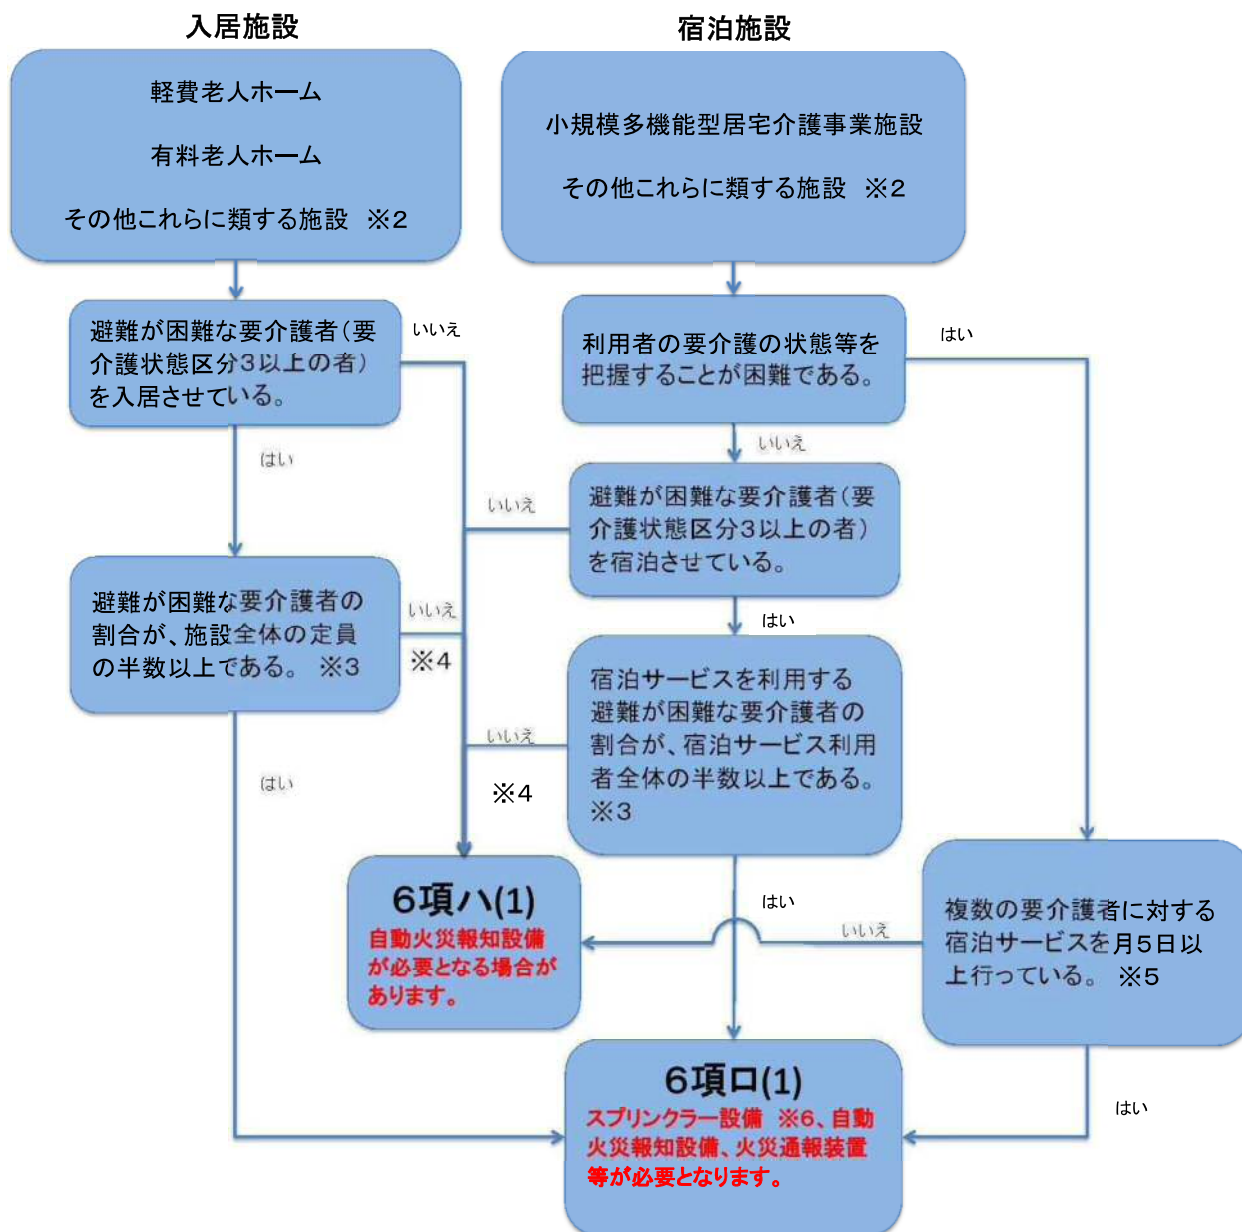 入居施設
軽費老人ホーム
有料老人ホーム
その他これらに類する施設 ※2
避難が困難な要介護者(要
介護状態区分3以上の者)
を入居させている。
いいえ
はい
避難が困難な要介護者の
割合が、施設全体の定員
の半数以上である。 ※3
いいえ
※4
はい
宿泊施設
小規模多機能型居宅介護事業施設
その他これらに類する施設 ※2
利用者の要介護の状態等を
把握することが困難である。
はい
いいえ
避難が困難な要介護者(要
介護状態区分3以上の者)
を宿泊させている。
いいえ
はい
宿泊サービスを利用する
避難が困難な要介護者の
割合が、宿泊サービス利用
者全体の半数以上である。
※3
いいえ
※4
はい
複数の要介護者に対する
宿泊サービスを月5日以
上行っている。 ※5
いいえ
はい
6項ハ(1)
自動火災報知設備
が必要となる場合が
あります。
6項ロ(1)
スプリンクラー設備 ※6、自動
火災報知設備、火災通報装置
等が必要となります。